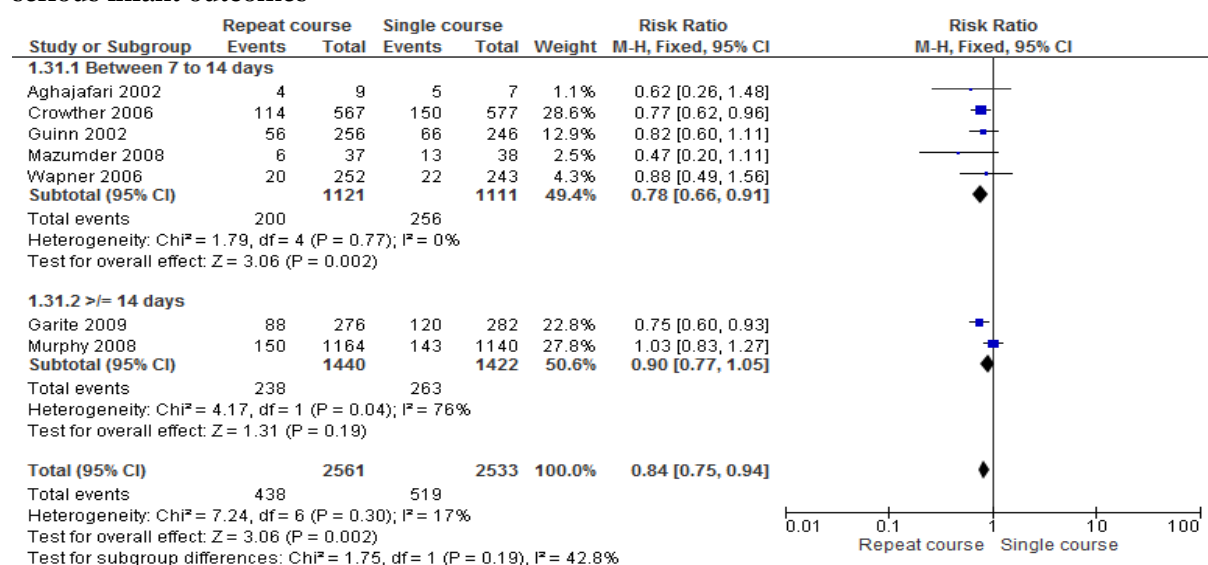 serious infant outcomes
Repeat course Single course Risk Ratio Risk Ratio
Study or Subgroup Events Total Events Total Weight M-H, Fixed, 95% CI M-H, Fixed, 95% CI
1.31.1 Between 7 to 14 days
Aghajafari 2002 4 9 5 7 1.1% 0.62 [0.26, 1.48]
Crowther 2006 114 567 150 577 28.6% 0.77 [0.62, 0.96]
Guinn 2002 56 256 66 246 12.9% 0.82 [0.60, 1.11]
Mazumder 2008 6 37 13 38 2.5% 0.47 [0.20, 1.11]
Wapner 2006 20 252 22 243 4.3% 0.88 [0.49, 1.56]
Subtotal (95% CI) 1121 1111 49.4% 0.78 [0.66, 0.91]
Total events 200 256
Heterogeneity: Chi² = 1.79, df = 4 (P = 0.77); I² = 0%
Test for overall effect: Z = 3.06 (P = 0.002)
1.31.2 >/= 14 days
Garite 2009 88 276 120 282 22.8% 0.75 [0.60, 0.93]
Murphy 2008 150 1164 143 1140 27.8% 1.03 [0.83, 1.27]
Subtotal (95% CI) 1440 1422 50.6% 0.90 [0.77, 1.05]
Total events 238 263
Heterogeneity: Chi² = 4.17, df = 1 (P = 0.04); I² = 76%
Test for overall effect: Z = 1.31 (P = 0.19)
Total (95% CI) 2561 2533 100.0% 0.84 [0.75, 0.94]
Total events 438 519
Heterogeneity: Chi² = 7.24, df = 6 (P = 0.30); I² = 17%
Test for overall effect: Z = 3.06 (P = 0.002)
Test for subgroup differences: Chi² = 1.75, df = 1 (P = 0.19), I² = 42.8%
0.01 0.1 1 10 100
Repeat course Single course